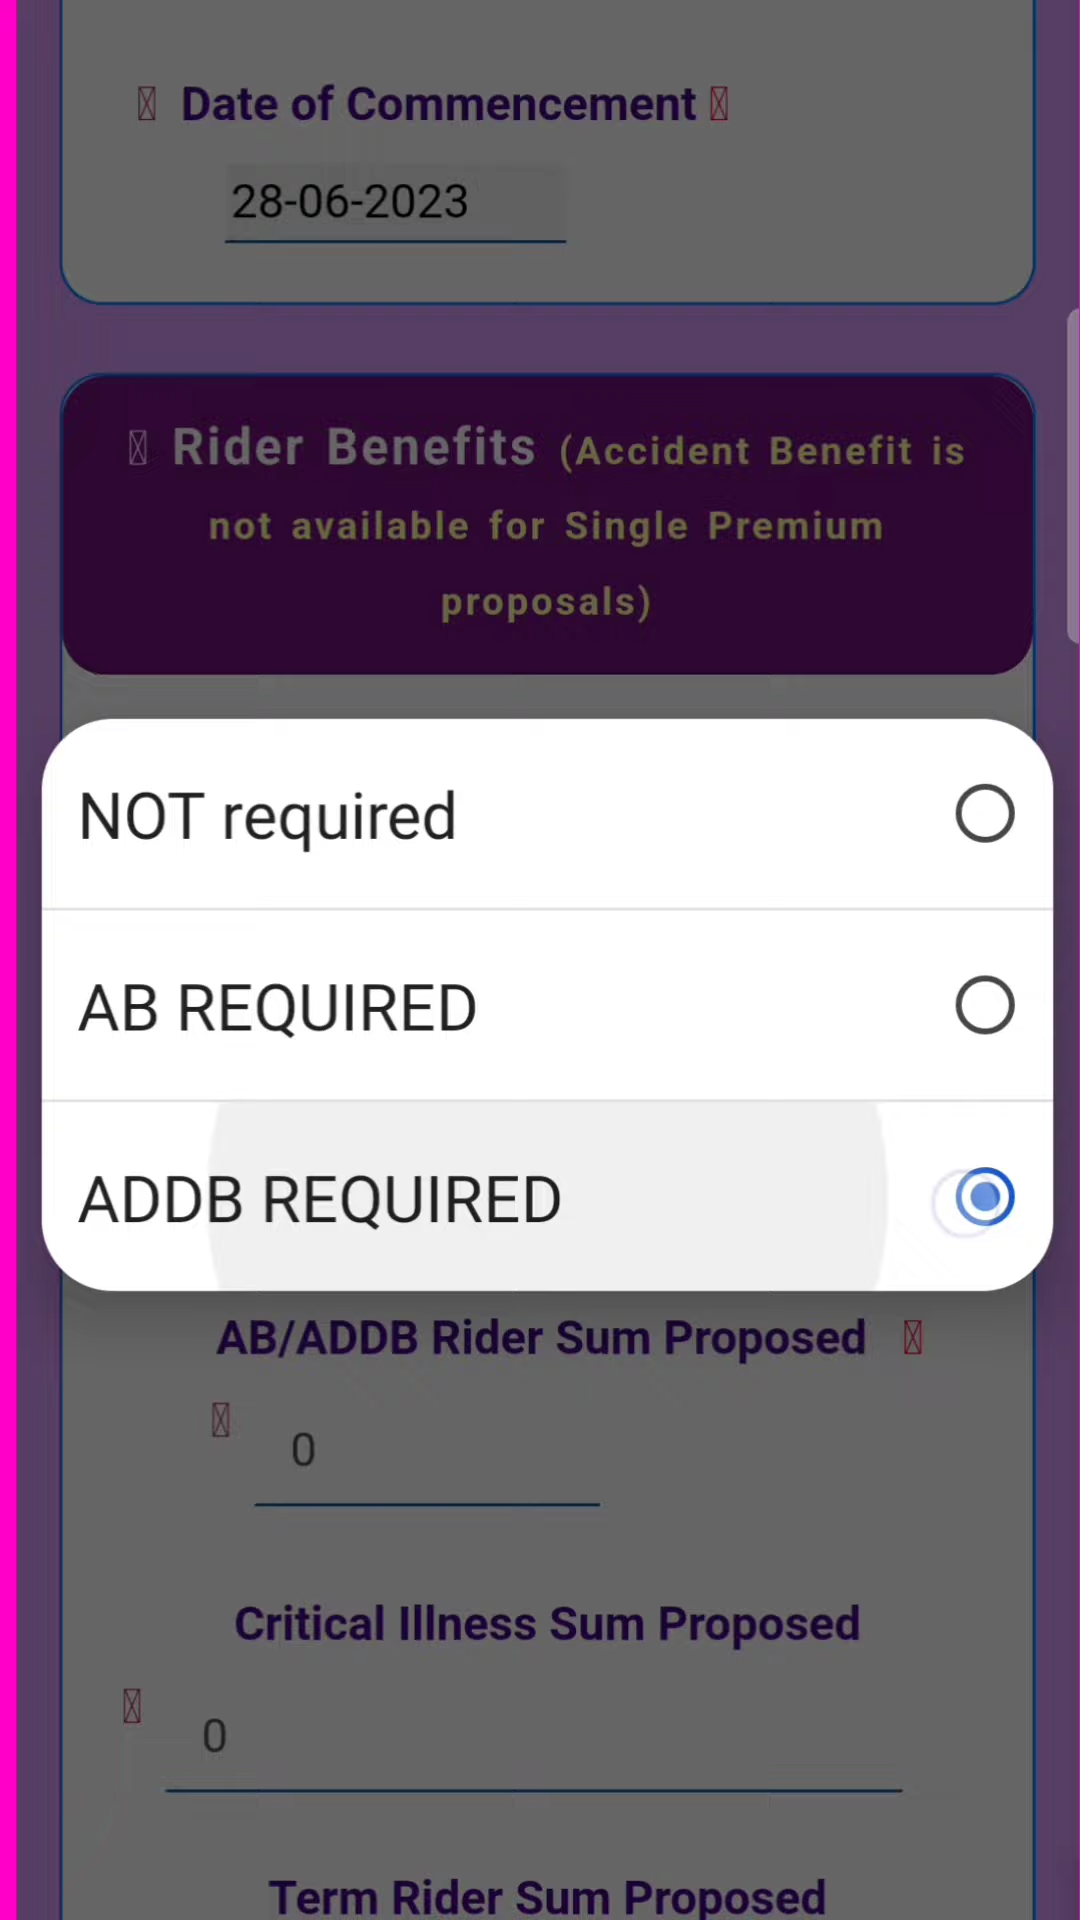 Date of Commencement
28-06-2023
Rider Benefits (Accident Benefit is
not available for Single Premium
proposals)
NOT required
AB REQUIRED
ADDB REQUIRED
AB/ADDB Rider Sum Proposed
0
Critical Illness Sum Proposed
0
Term Rider Sum Proposed